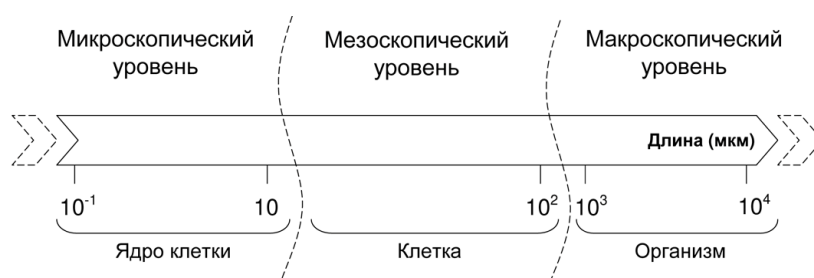 Микроскопический
уровень
Мезоскопический
уровень
Макроскопический
уровень
Длина (мкм)
10⁻¹
10
10²
10³
10⁴
Ядро клетки
Клетка
Организм